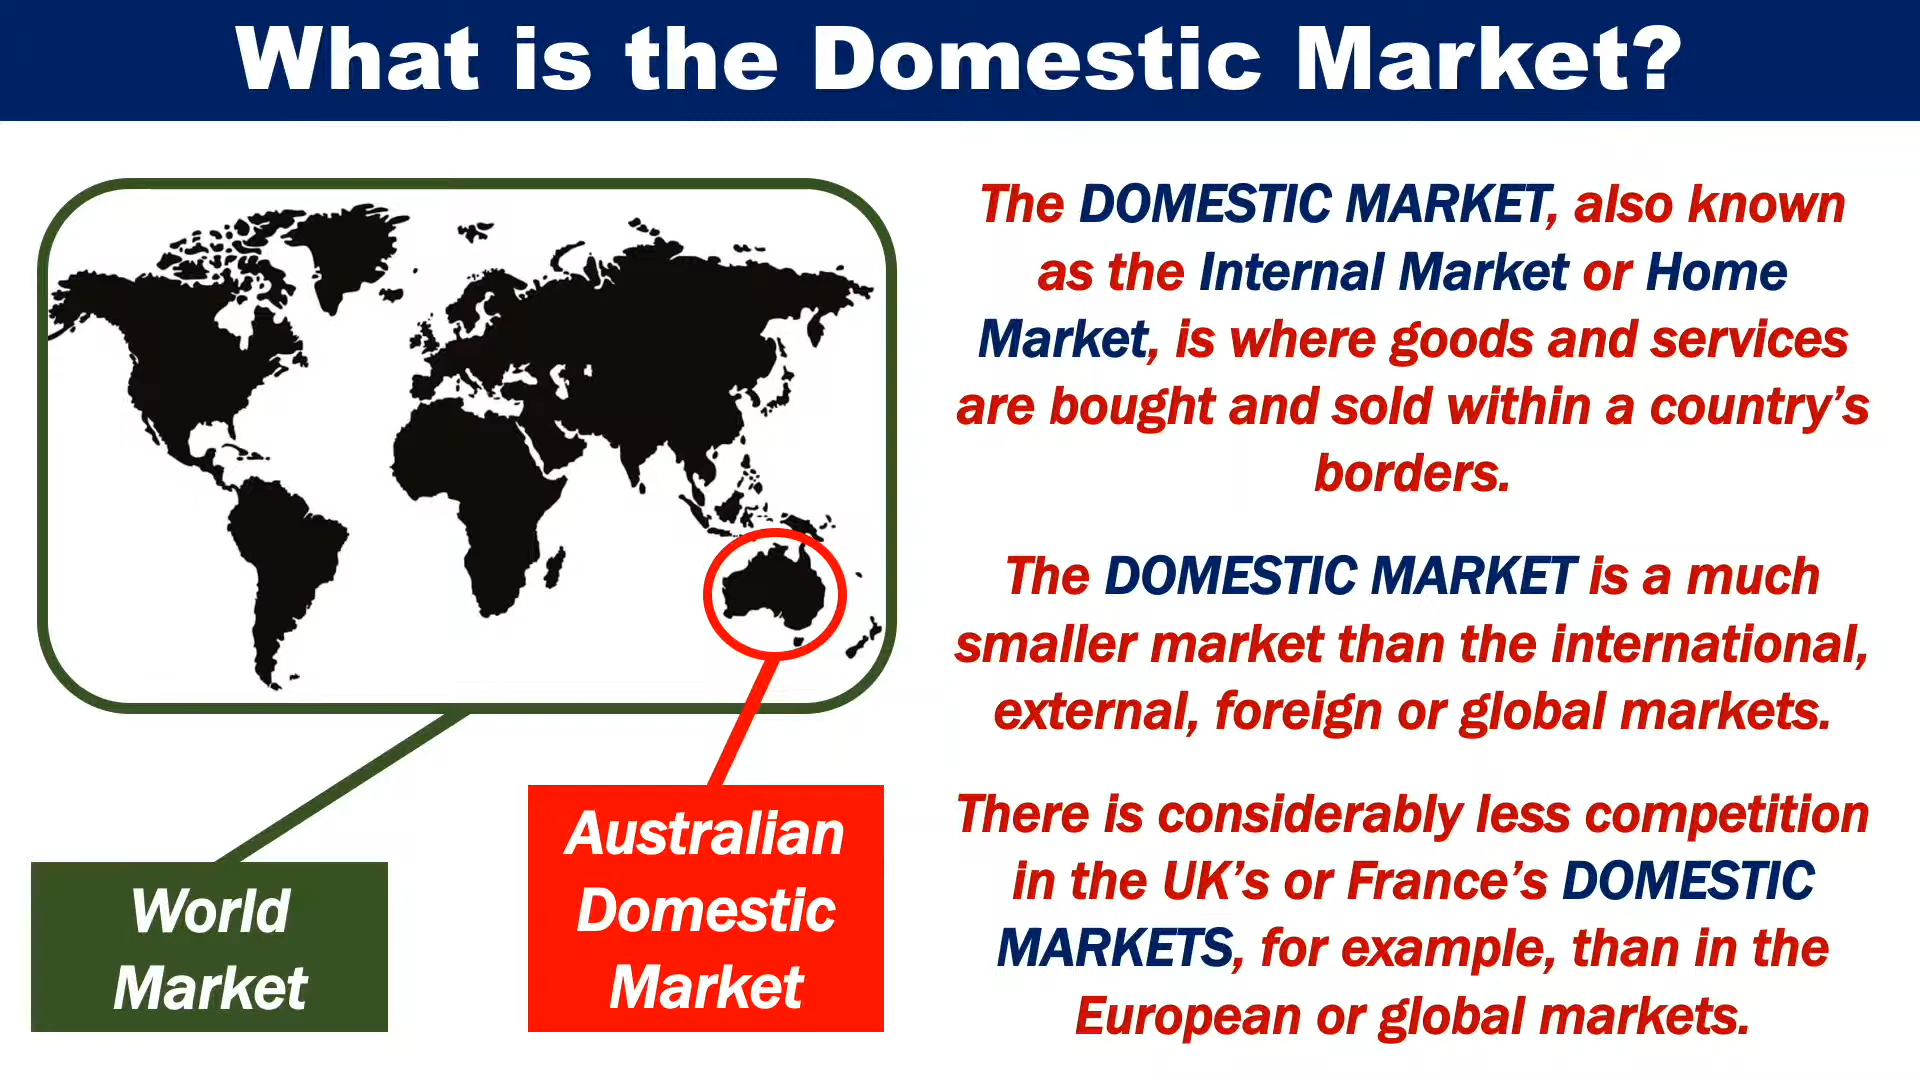 What is the Domestic Market?
The DOMESTIC MARKET, also known
as the Internal Market or Home
Market, is where goods and services
are bought and sold within a country’s
borders.
The DOMESTIC MARKET is a much
smaller market than the international,
external, foreign or global markets.
There is considerably less competition
in the UK’s or France’s DOMESTIC
MARKETS, for example, than in the
European or global markets.
World
Market
Australian
Domestic
Market